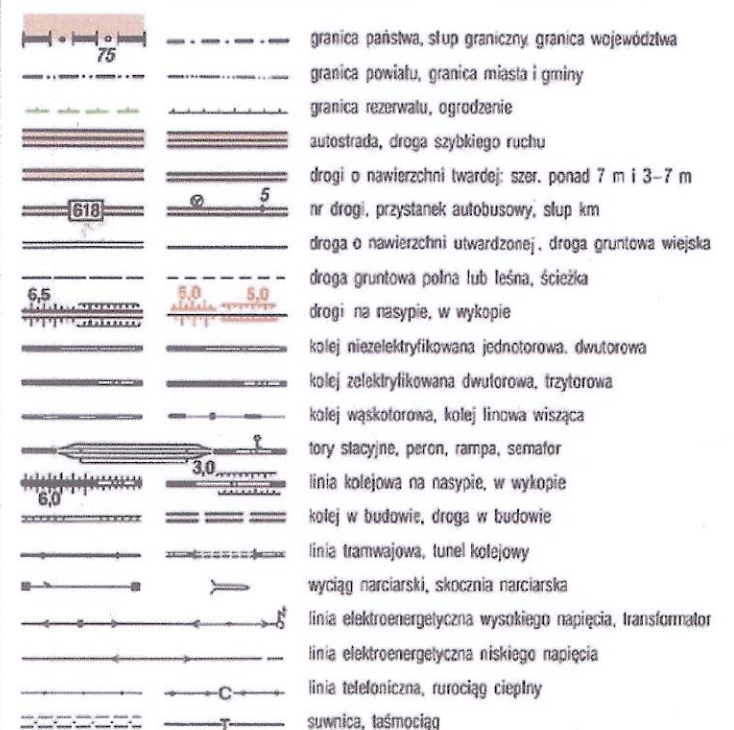 75
granica państwa, słup graniczny, granica województwa
granica powiatu, granica miasta i gminy
granica rezerwatu, ogrodzenie
autostrada, droga szybkiego ruchu
drogi o nawierzchni twardej: szer. ponad 7 m i 3–7 m
618 5 nr drogi, przystanek autobusowy, słup km
droga o nawierzchni utwardzonej, droga gruntowa wiejska
droga gruntowa polna lub leśna, ścieżka
6,5 5,0 5,0
drogi na nasypie, w wykopie
kolej niezelektryfikowana jednotorowa, dwutorowa
kolej zelektryfikowana dwutorowa, trzytorowa
kolej wąskotorowa, kolej linowa wisząca
tory stacyjne, peron, rampa, semafor
3,0
linia kolejowa na nasypie, w wykopie
6,0
kolej w budowie, droga w budowie
linia tramwajowa, tunel kolejowy
wyciąg narciarski, skocznia narciarska
linia elektroenergetyczna wysokiego napięcia, transformator
linia elektroenergetyczna niskiego napięcia
C linia telefoniczna, rurociąg cieplny
T suwnica, taśmociąg